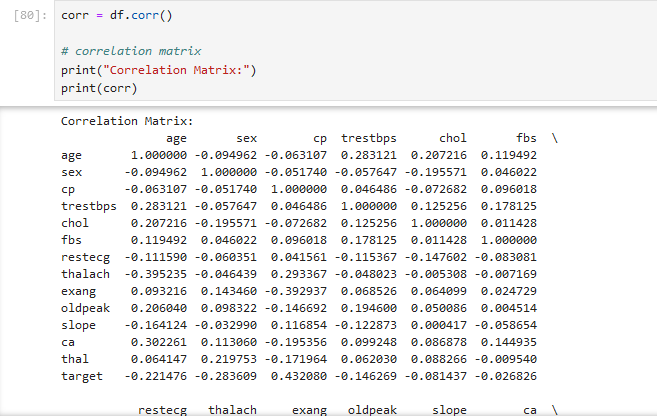 [80]: corr = df.corr()
# correlation matrix
print("Correlation Matrix:")
print(corr)
Correlation Matrix:
age sex cp trestbps chol fbs \
age 1.000000 -0.094962 -0.063107 0.283121 0.207216 0.119492
sex -0.094962 1.000000 -0.051740 -0.057647 -0.195571 0.046022
cp -0.063107 -0.051740 1.000000 0.046486 -0.072682 0.096018
trestbps 0.283121 -0.057647 0.046486 1.000000 0.125256 0.178125
chol 0.207216 -0.195571 -0.072682 0.125256 1.000000 0.011428
fbs 0.119492 0.046022 0.096018 0.178125 0.011428 1.000000
restecg -0.111590 -0.060351 0.041561 -0.115367 -0.147602 -0.083081
thalach -0.395235 -0.046439 0.293367 -0.048023 -0.005308 -0.007169
exang 0.093216 0.143460 -0.392937 0.068526 0.064099 0.024729
oldpeak 0.206040 0.098322 -0.146692 0.194600 0.050086 0.004514
slope -0.164124 -0.032990 0.116854 -0.122873 0.000417 -0.058654
ca 0.302261 0.113060 -0.195356 0.099248 0.086878 0.144935
thal 0.064147 0.219753 -0.171964 0.062030 0.088266 -0.009540
target -0.221476 -0.283609 0.432080 -0.146269 -0.081437 -0.026826
restecg thalach exang oldpeak slope ca \